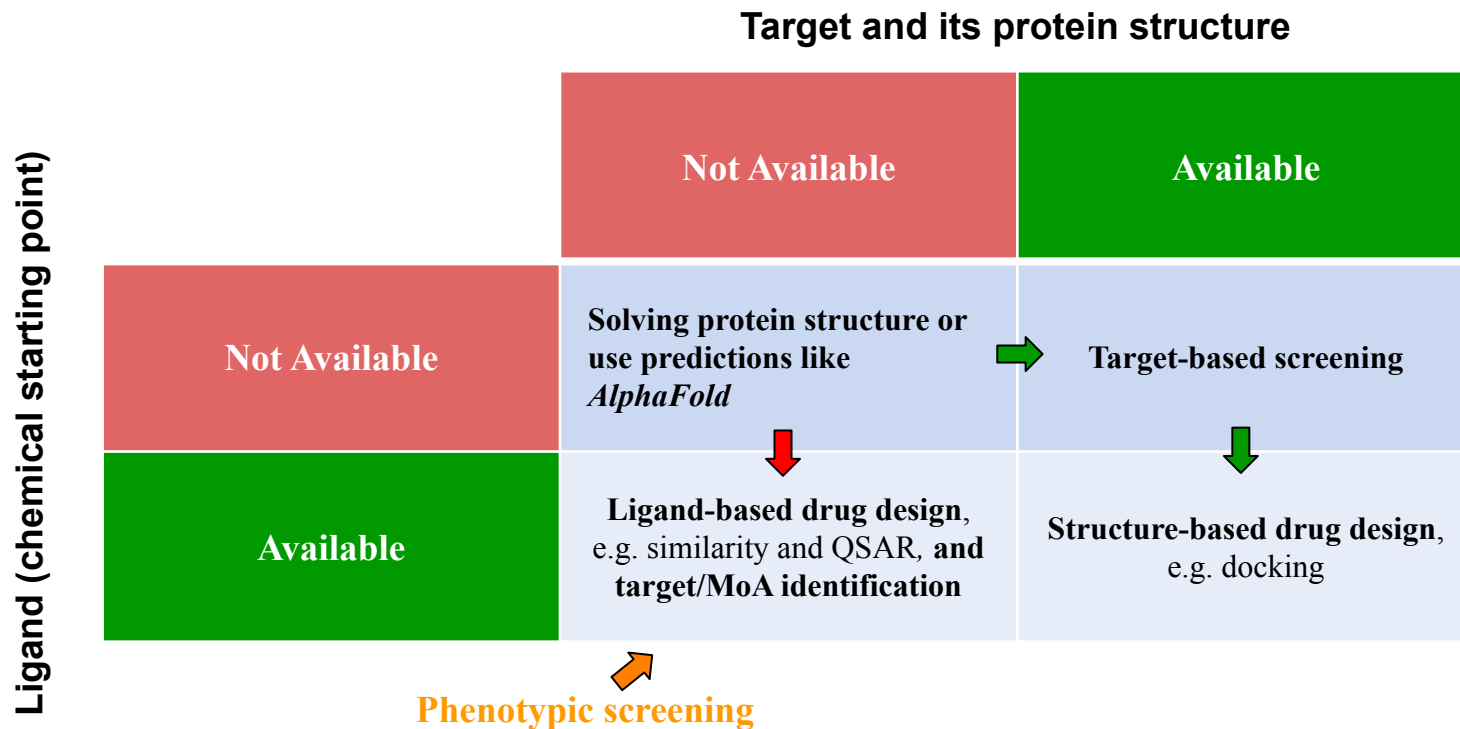 Target and its protein structure
Ligand (chemical starting point)
Not Available
Available
Not Available
Solving protein structure or
use predictions like
AlphaFold
Target-based screening
Available
Ligand-based drug design,
e.g. similarity and QSAR, and
target/MoA identification
Structure-based drug design,
e.g. docking
Phenotypic screening